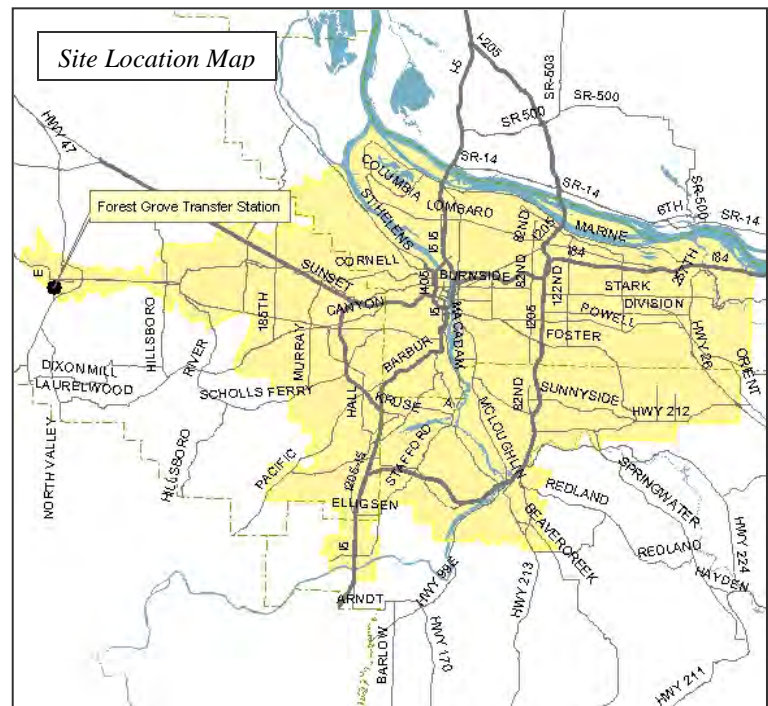 Site Location Map
I-205
I-5
SR-503
SR-500
SR 500
HWY 47
SR-14
SR-14
6TH
SR-500
SR-14
COLUMBIA
LOMBARD
ST HELENS
Forest Grove Transfer Station
82ND
I205
MARINE
I5
CORNELL
I405
BURNSIDE
82ND
I84
I84
257TH
E
SUNSET
STARK
122ND
DIVISION
CANYON
I5
MACADAM
POWELL
HILLSBORO
185TH
MURRAY
I205
FOSTER
HWY 26
ORIENT
BARBUR
RIVER
DIXON MILL
LAURELWOOD
SCHOLLS FERRY
HALL
KRUSE
A
SUNNYSIDE
82ND
HWY 212
MCLOUGHLIN
STAFFORD
PACIFIC
HILLSBORO
NORTH VALLEY
I205-I5
ELLIGSEN
REDLAND
SPRINGWATER
BEAVERCREEK
REDLAND
HWY 224
HAYDEN
I5
ARNDT
HWY 99E
HWY 213
BARLOW
HWY 170
HWY 211